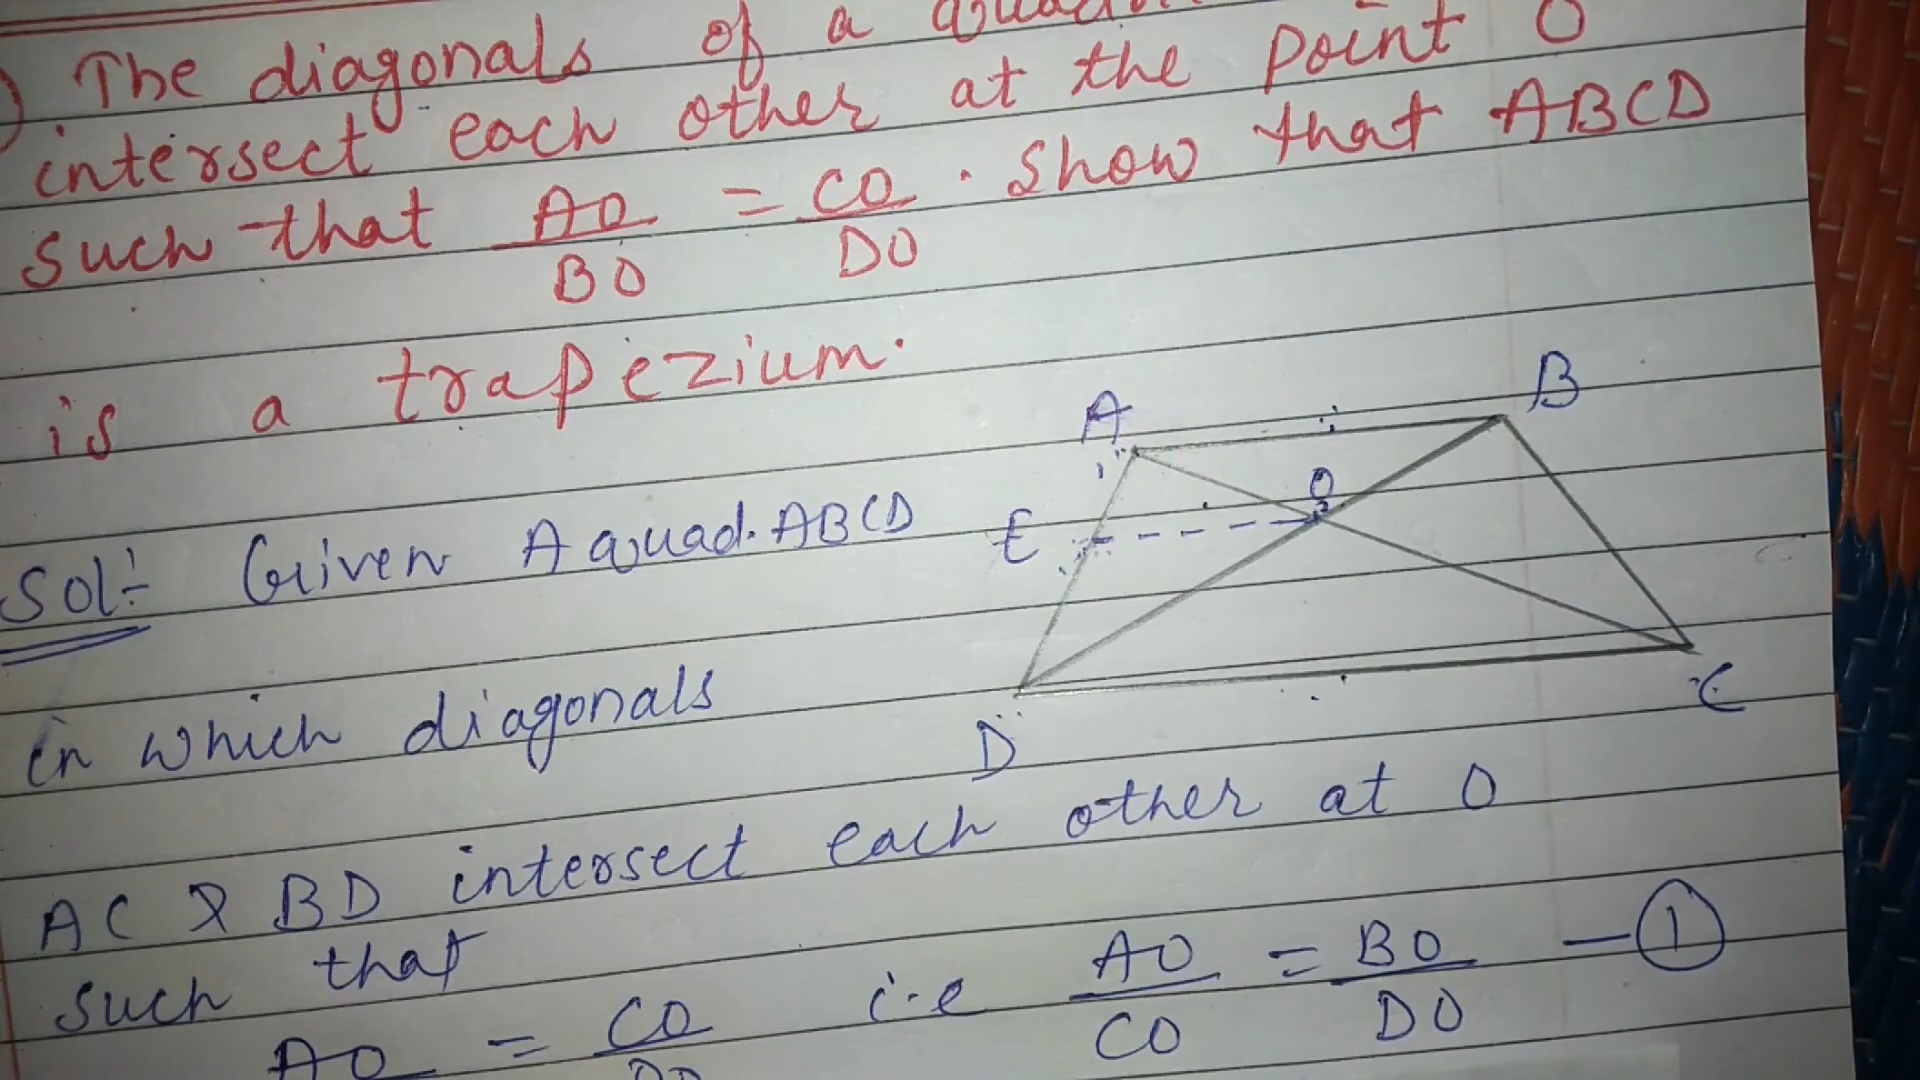 The diagonals of a
intersect each other at the point O
such that AO/BO = CO/DO. Show that ABCD
is a trapezium.
Sol:- Given A quad. ABCD
in which diagonals
A
B
O
E
D
C
AC & BD intersect each other at O
such that
AO = CO i.e AO/CO = BO/DO — ①